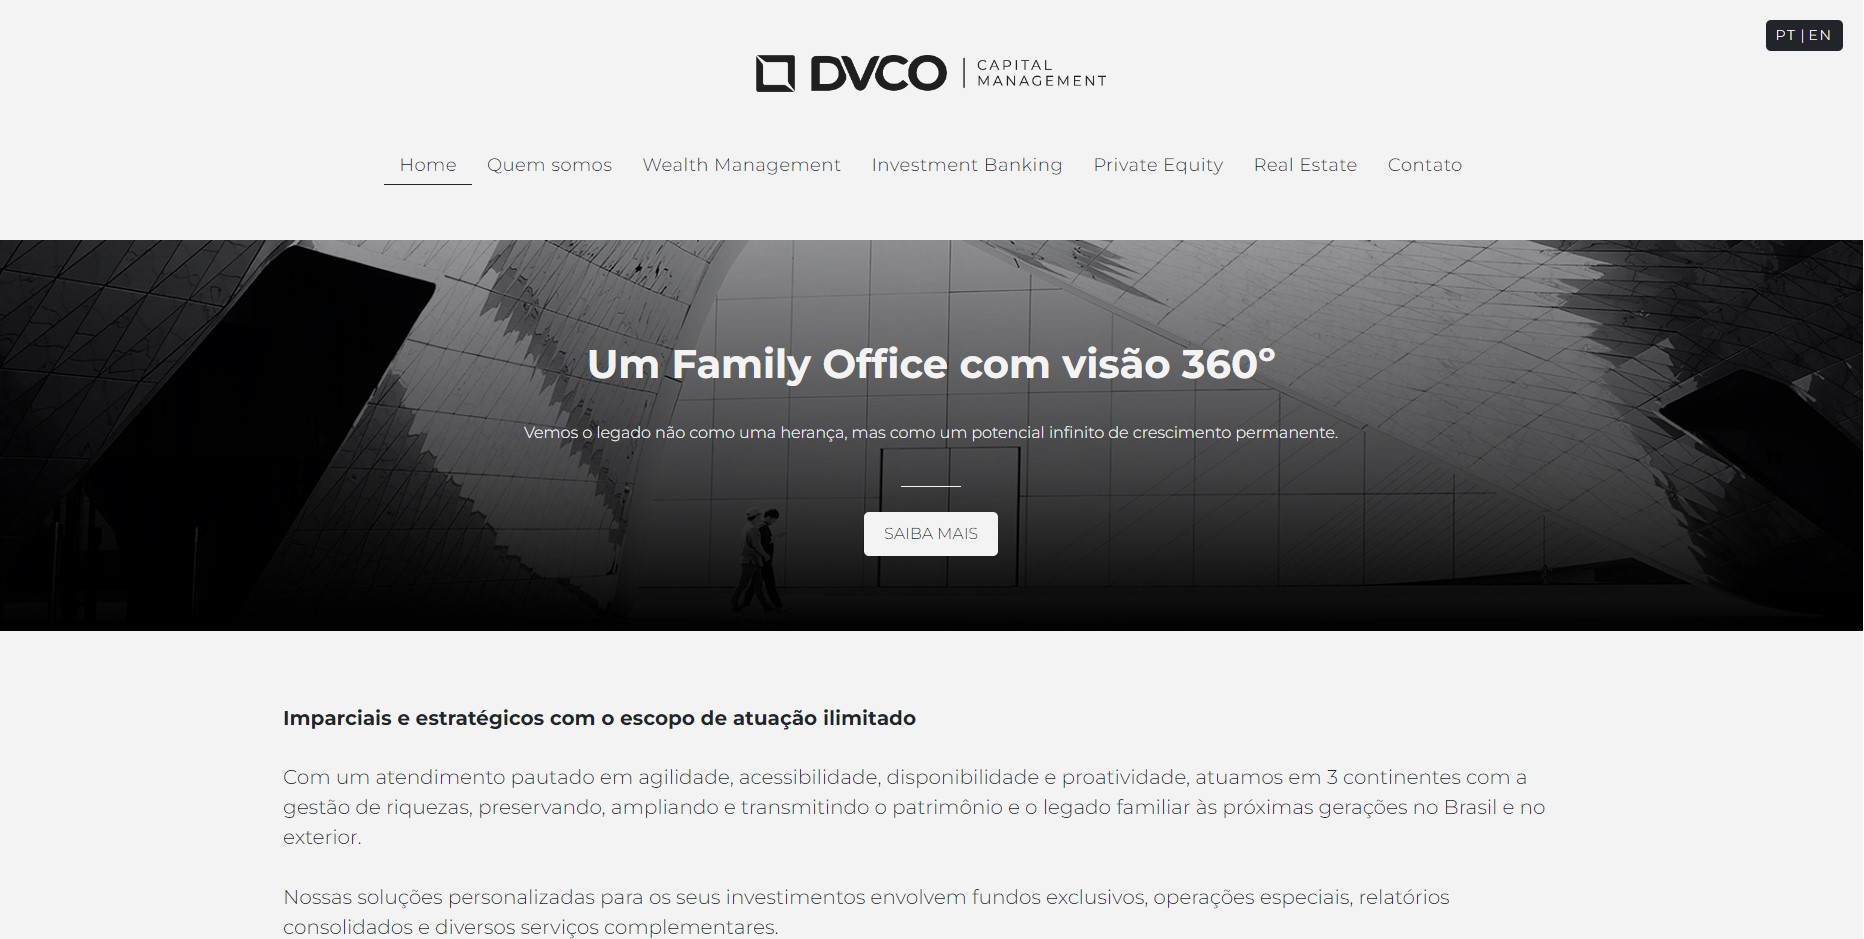 PT | EN
DVCO
CAPITAL
MANAGEMENT
Home Quem somos Wealth Management Investment Banking Private Equity Real Estate Contato
Um Family Office com visão 360º
Vemos o legado não como uma herança, mas como um potencial infinito de crescimento permanente.
SAIBA MAIS
Imparciais e estratégicos com o escopo de atuação ilimitado
Com um atendimento pautado em agilidade, acessibilidade, disponibilidade e proatividade, atuamos em 3 continentes com a
gestão de riquezas, preservando, ampliando e transmitindo o patrimônio e o legado familiar às próximas gerações no Brasil e no
exterior.
Nossas soluções personalizadas para os seus investimentos envolvem fundos exclusivos, operações especiais, relatórios
consolidados e diversos serviços complementares.